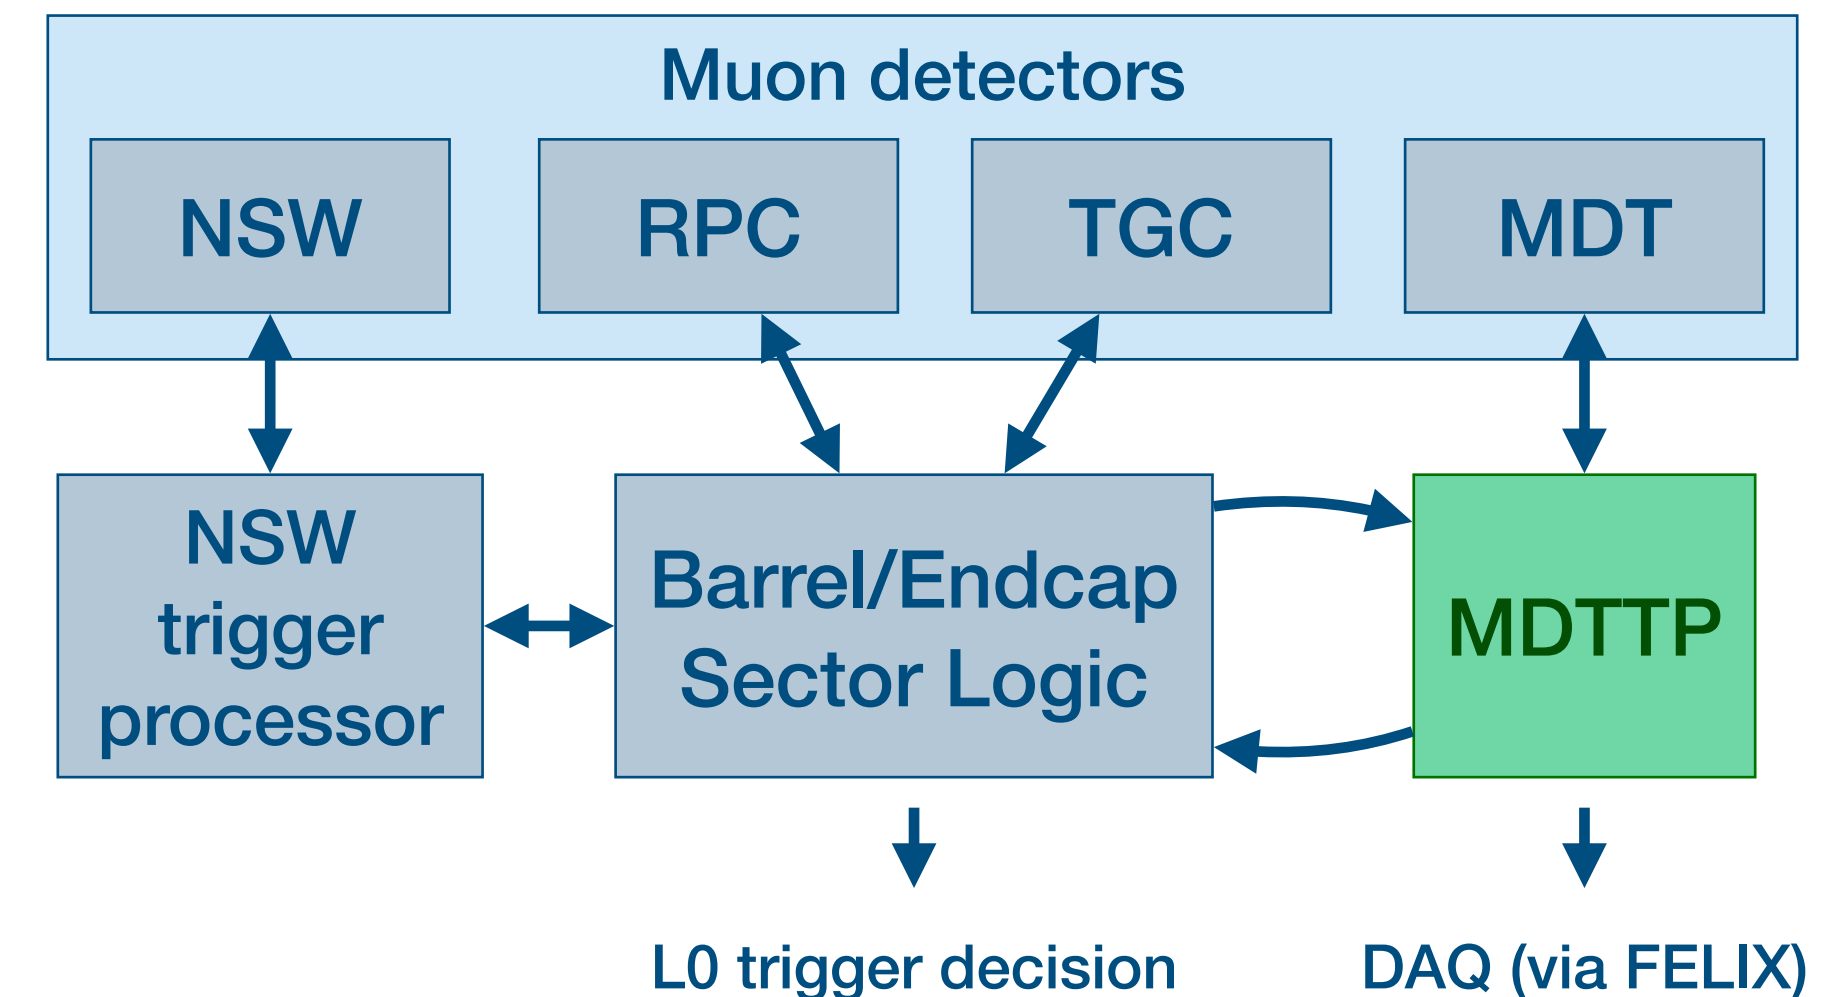 Muon detectors
NSW
RPC
TGC
MDT
NSW
trigger
processor
Barrel/Endcap
Sector Logic
MDTTP
L0 trigger decision
DAQ (via FELIX)